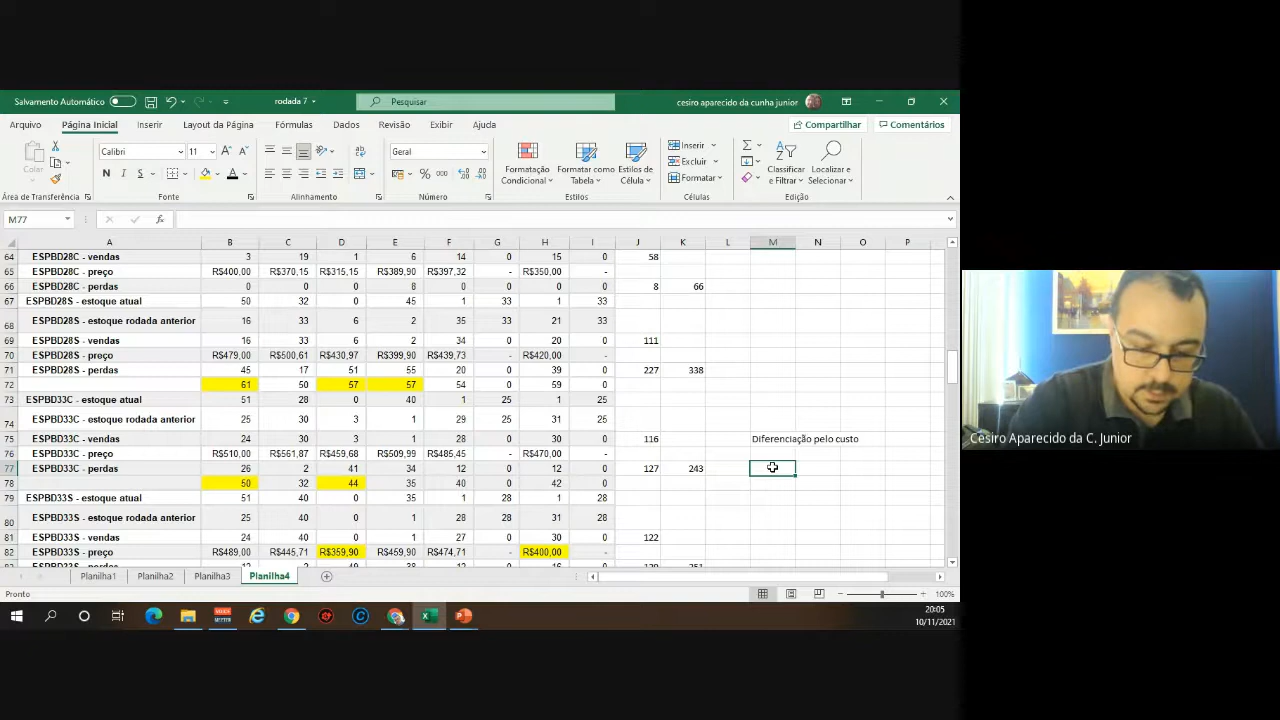 Salvamento Automático rodada 7 Pesquisar cesiro aparecido da cunha junior
Arquivo Página Inicial Inserir Layout da Página Fórmulas Dados Revisão Exibir Ajuda Compartilhar Comentários
Colar Calibri 11 Geral Formatação Condicional Formatar como Tabela Estilos de Célula Inserir Excluir Formatar Classificar e Filtrar Localizar e Selecionar
N I S A 000
Área de Transferência Fonte Alinhamento Número Estilos Células Edição
M77 fx
A B C D E F G H I J K L M N O P
64 ESPBD28C - vendas 3 19 1 6 14 0 15 0 58
65 ESPBD28C - preço R$400,00 R$370,15 R$315,15 R$389,90 R$397,32 - R$350,00 -
66 ESPBD28C - perdas 0 0 0 8 0 0 0 0 8 66
67 ESPBD28S - estoque atual 50 32 0 45 1 33 1 33
68 ESPBD28S - estoque rodada anterior 16 33 6 2 35 33 21 33
69 ESPBD28S - vendas 16 33 6 2 34 0 20 0 111
70 ESPBD28S - preço R$479,00 R$500,61 R$430,97 R$399,90 R$439,73 - R$420,00 -
71 ESPBD28S - perdas 45 17 51 55 20 0 39 0 227 338
72 61 50 57 57 54 0 59 0
73 ESPBD33C - estoque atual 51 28 0 40 1 25 1 25
74 ESPBD33C - estoque rodada anterior 25 30 3 1 29 25 31 25
75 ESPBD33C - vendas 24 30 3 1 28 0 30 0 116 Diferenciação pelo custo
76 ESPBD33C - preço R$510,00 R$561,87 R$459,68 R$509,99 R$485,45 - R$470,00 -
77 ESPBD33C - perdas 26 2 41 34 12 0 12 0 127 243
78 50 32 44 35 40 0 42 0
79 ESPBD33S - estoque atual 51 40 0 35 1 28 1 28
80 ESPBD33S - estoque rodada anterior 25 40 0 1 28 28 31 28
81 ESPBD33S - vendas 24 40 0 1 27 0 30 0 122
82 ESPBD33S - preço R$489,00 R$445,71 R$359,90 R$459,90 R$474,71 - R$400,00 -
Planilha1 Planilha2 Planilha3 Planilha4
Pronto 100%
20:05
10/11/2021
Cesiro Aparecido da C. Junior